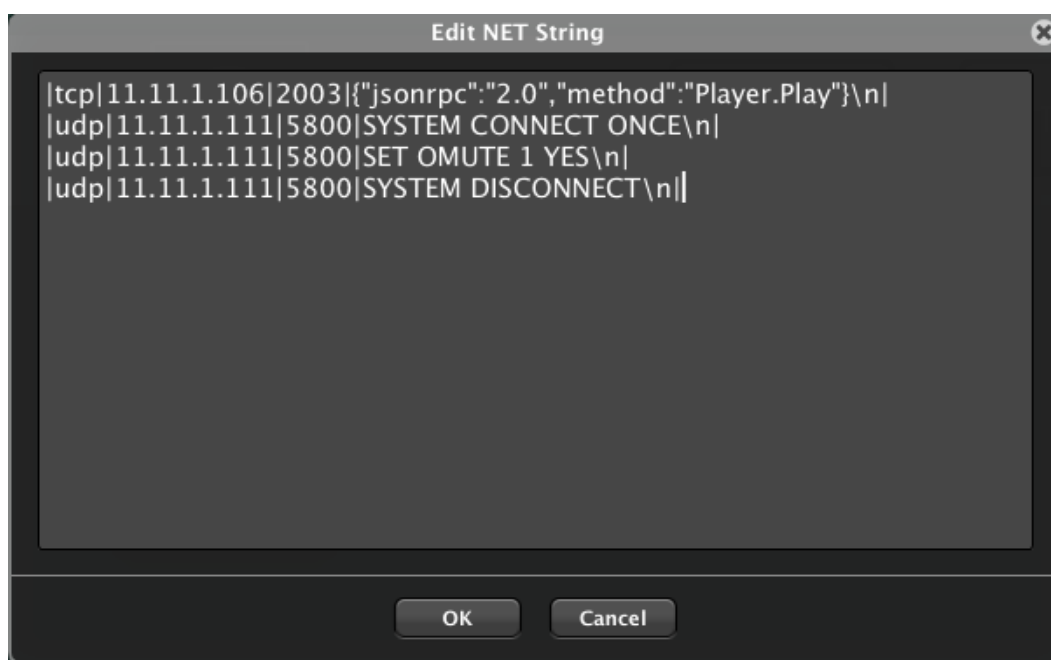 Edit NET String
|tcp|11.11.1.106|2003|{"jsonrpc":"2.0","method":"Player.Play"}\n|
|udp|11.11.1.111|5800|SYSTEM CONNECT ONCE\n|
|udp|11.11.1.111|5800|SET OMUTE 1 YES\n|
|udp|11.11.1.111|5800|SYSTEM DISCONNECT\n|
OK Cancel